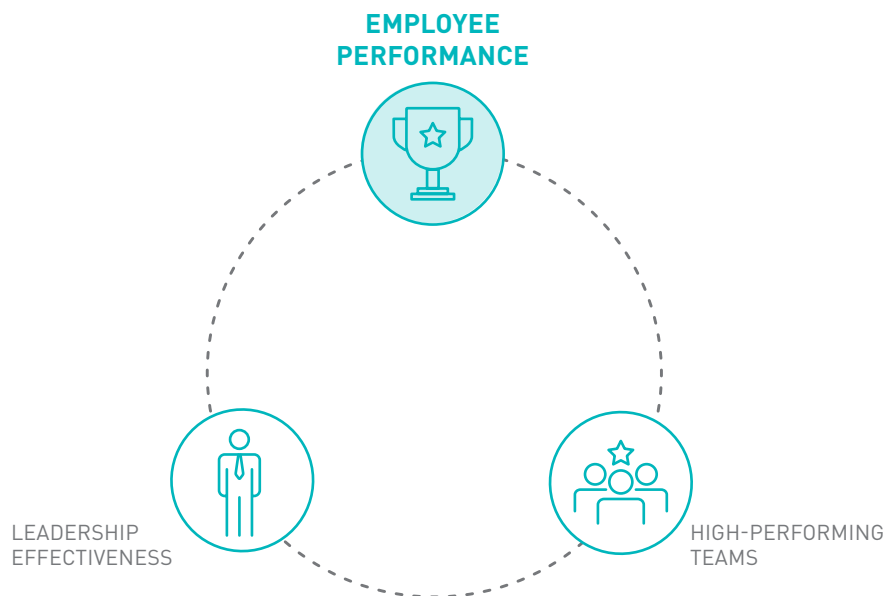 EMPLOYEE
PERFORMANCE
LEADERSHIP
EFFECTIVENESS
HIGH-PERFORMING
TEAMS